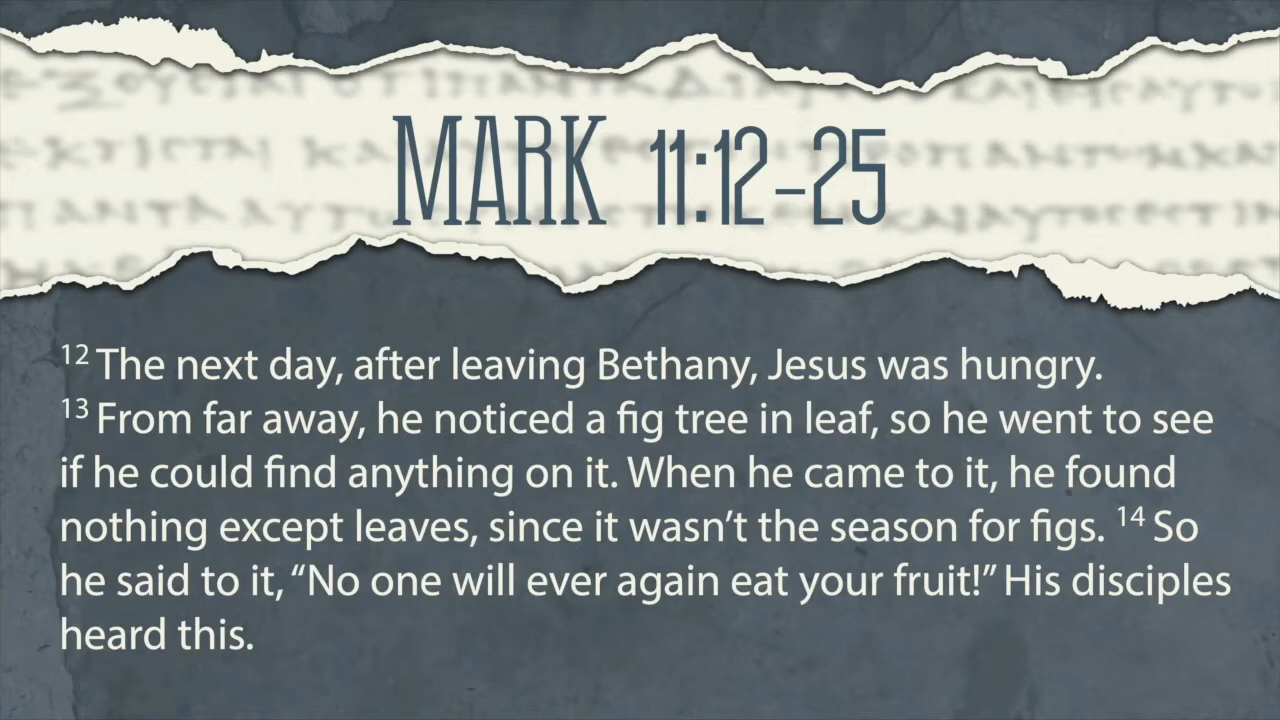 MARK 11:12–25
¹² The next day, after leaving Bethany, Jesus was hungry.
¹³ From far away, he noticed a fig tree in leaf, so he went to see
if he could find anything on it. When he came to it, he found
nothing except leaves, since it wasn’t the season for figs. ¹⁴ So
he said to it, “No one will ever again eat your fruit!” His disciples
heard this.